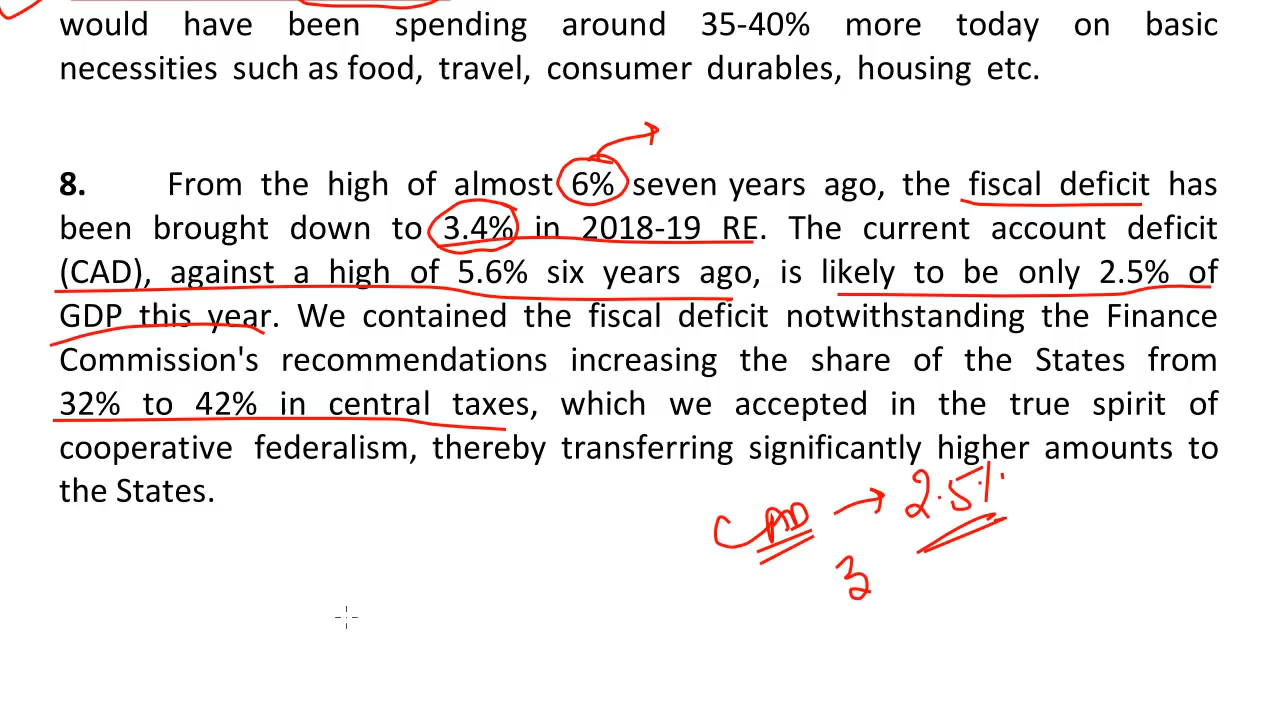 would have been spending around 35-40% more today on basic
necessities such as food, travel, consumer durables, housing etc.
8. From the high of almost 6% seven years ago, the fiscal deficit has
been brought down to 3.4% in 2018-19 RE. The current account deficit
(CAD), against a high of 5.6% six years ago, is likely to be only 2.5% of
GDP this year. We contained the fiscal deficit notwithstanding the Finance
Commission's recommendations increasing the share of the States from
32% to 42% in central taxes, which we accepted in the true spirit of
cooperative federalism, thereby transferring significantly higher amounts to
the States.
CAD → 2.5%
3